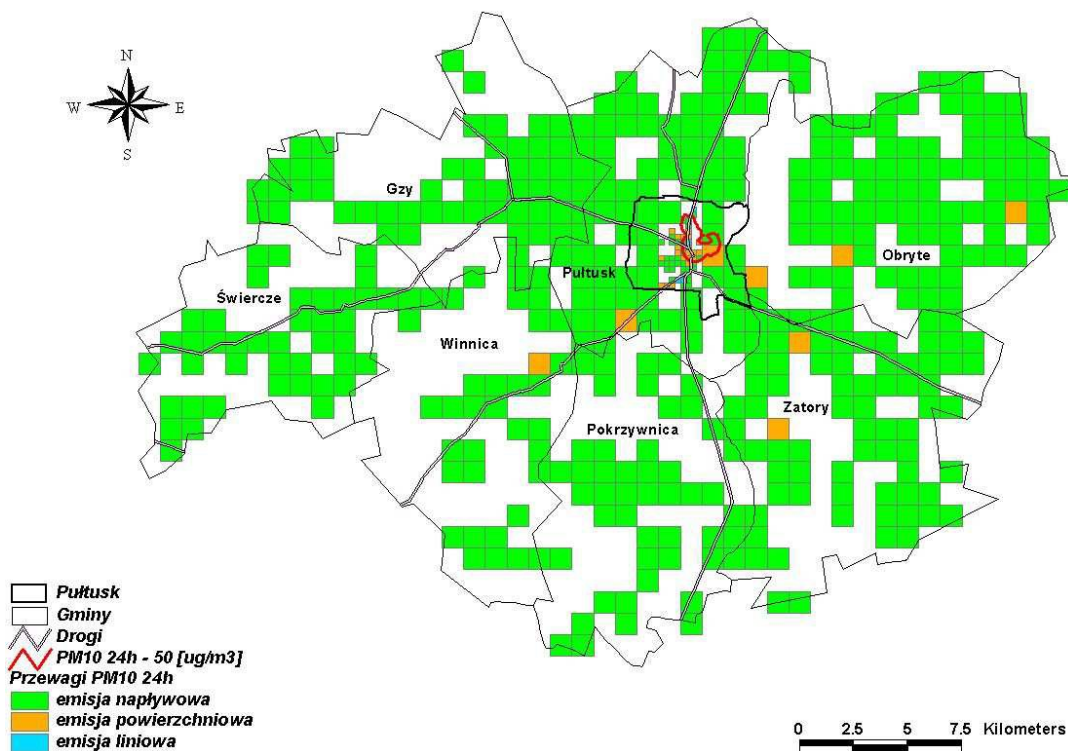 N
W E
S
Gzy
Obryte
Pułtusk
Świercze
Winnica
Zatory
Pokrzywnica
Pułtusk
Gminy
Drogi
PM10 24h - 50 [ug/m3]
Przewagi PM10 24h
emisja napływowa
emisja powierzchniowa
emisja liniowa
0 2.5 5 7.5 Kilometers